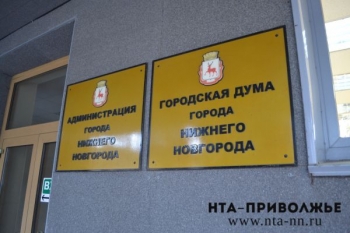 АДМИНИСТРАЦИЯ
ГОРОДА
НИЖНЕГО
НОВГОРОДА
ГОРОДСКАЯ ДУМА
ГОРОДА
НИЖНЕГО
НОВГОРОДА
НТА-ПРИВОЛЖЬЕ
www.nta-nn.ru